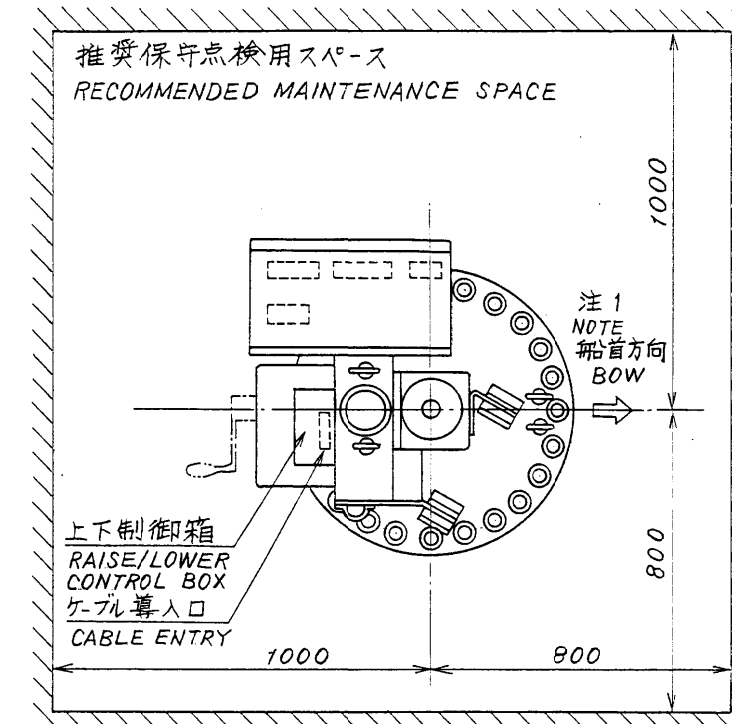 推奨保守点検用スペース
RECOMMENDED MAINTENANCE SPACE
1000
注1
NOTE
船首方向
BOW
上下制御箱
RAISE/LOWER
CONTROL BOX
ケーブル導入口
CABLE ENTRY
800
1000
800